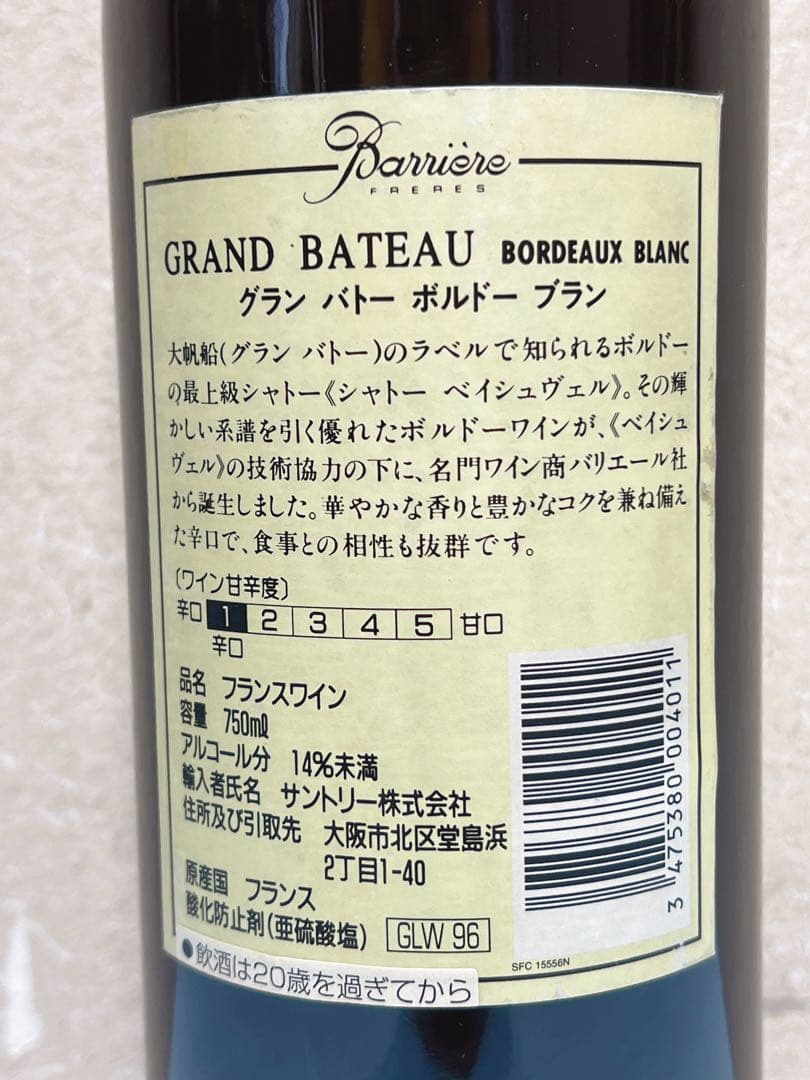 Barrière
FRERES
GRAND BATEAU BORDEAUX BLANC
グラン バトー ボルドー ブラン
大帆船(グラン バトー)のラベルで知られるボルドー
の最上級シャトー《シャトー ベイシュヴェル》。その輝
かしい系譜を引く優れたボルドーワインが、《ベイシュ
ヴェル》の技術協力の下に、名門ワイン商バリエール社
から誕生しました。華やかな香りと豊かなコクを兼ね備え
た辛口で、食事との相性も抜群です。
〔ワイン甘辛度〕
辛口 1 2 3 4 5 甘口
辛口
品名 フランスワイン
容量 750mℓ
アルコール分 14%未満
輸入者氏名 サントリー株式会社
住所及び引取先 大阪市北区堂島浜
2丁目1-40
原産国 フランス
酸化防止剤(亜硫酸塩) GLW 96
3 475380 004011
SFC 15556N
●飲酒は20歳を過ぎてから